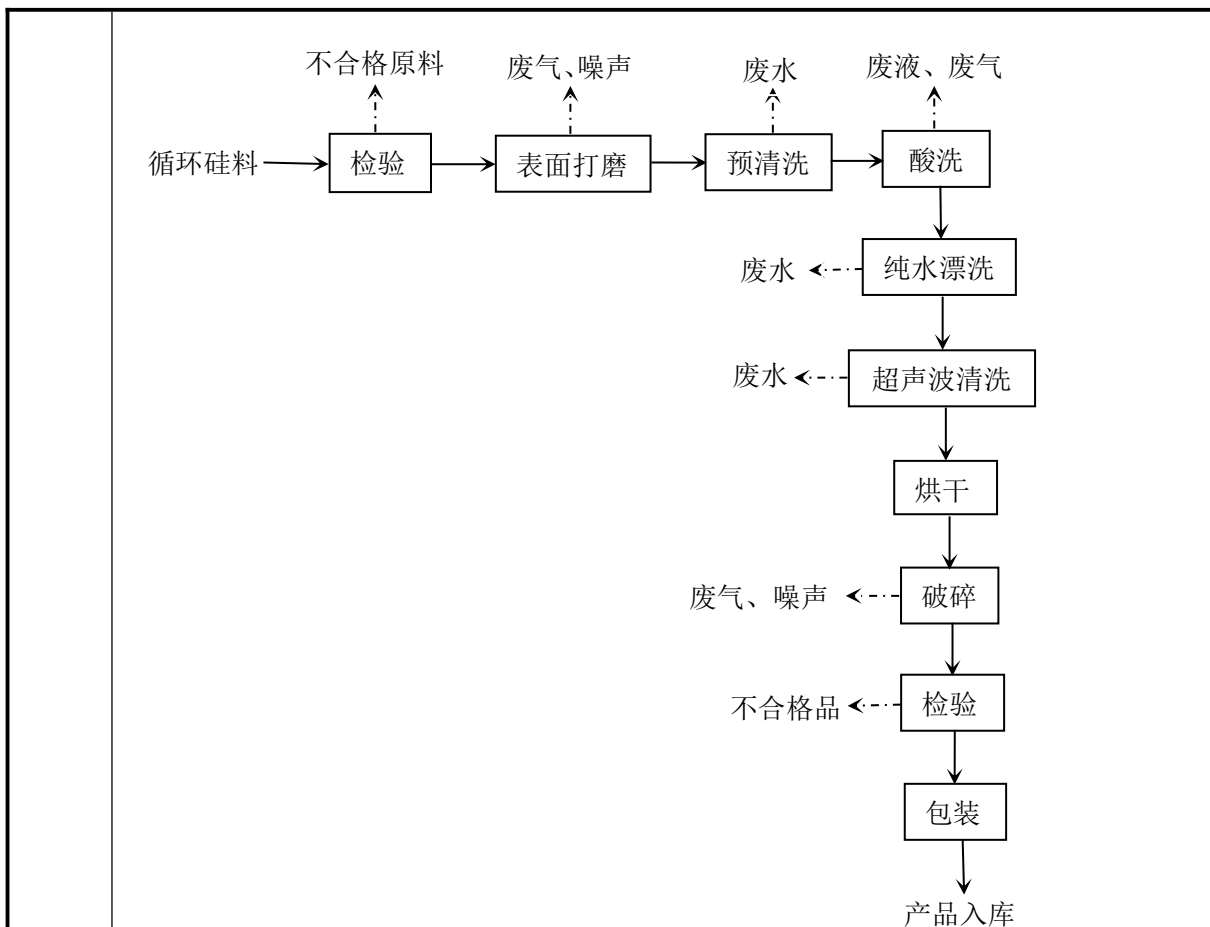 不合格原料
废气、噪声
废水
废液、废气
循环硅料
检验
表面打磨
预清洗
酸洗
废水
纯水漂洗
废水
超声波清洗
烘干
废气、噪声
破碎
不合格品
检验
包装
产品入库